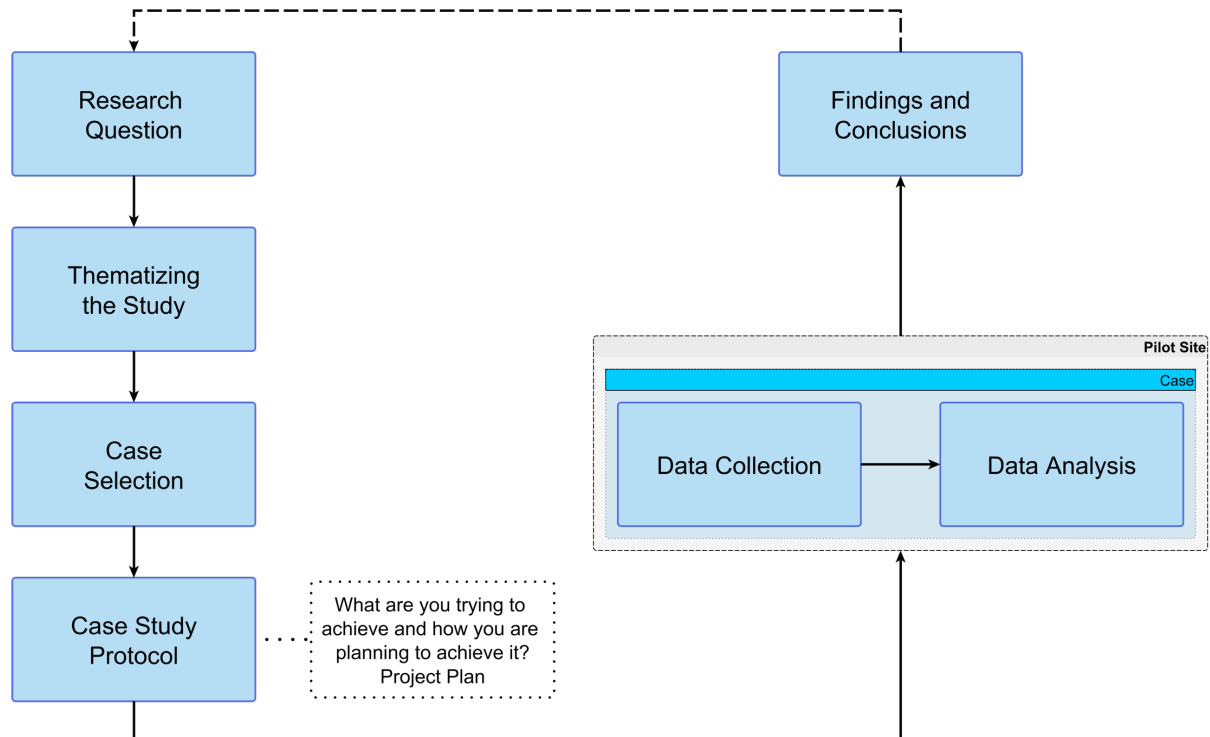 Research
Question
Findings and
Conclusions
Thematizing
the Study
Pilot Site
Case
Case
Selection
Data Collection
Data Analysis
Case Study
Protocol
What are you trying to
achieve and how you are
planning to achieve it?
Project Plan